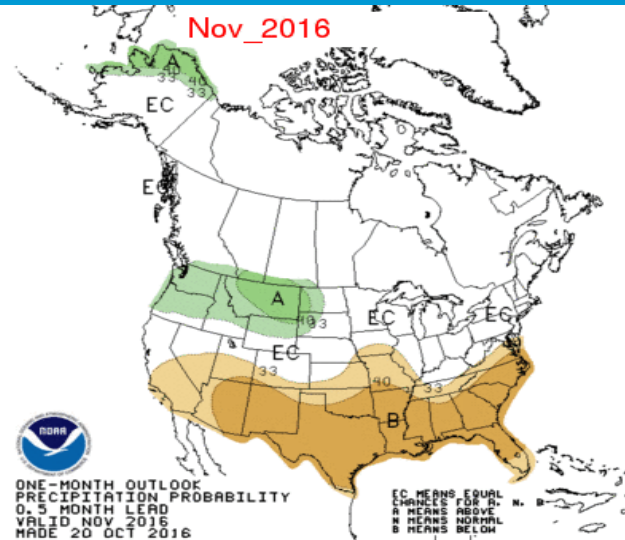 Nov_2016
A
40
33
40
33
EC
EC
A
40
33
EC
EC
EC
33
40
33
40
B
NOAA
ONE-MONTH OUTLOOK
PRECIPITATION PROBABILITY
0.5 MONTH LEAD
VALID NOV 2016
MADE 20 OCT 2016
EC MEANS EQUAL
CHANCES FOR A, N, B
A MEANS ABOVE
N MEANS NORMAL
B MEANS BELOW